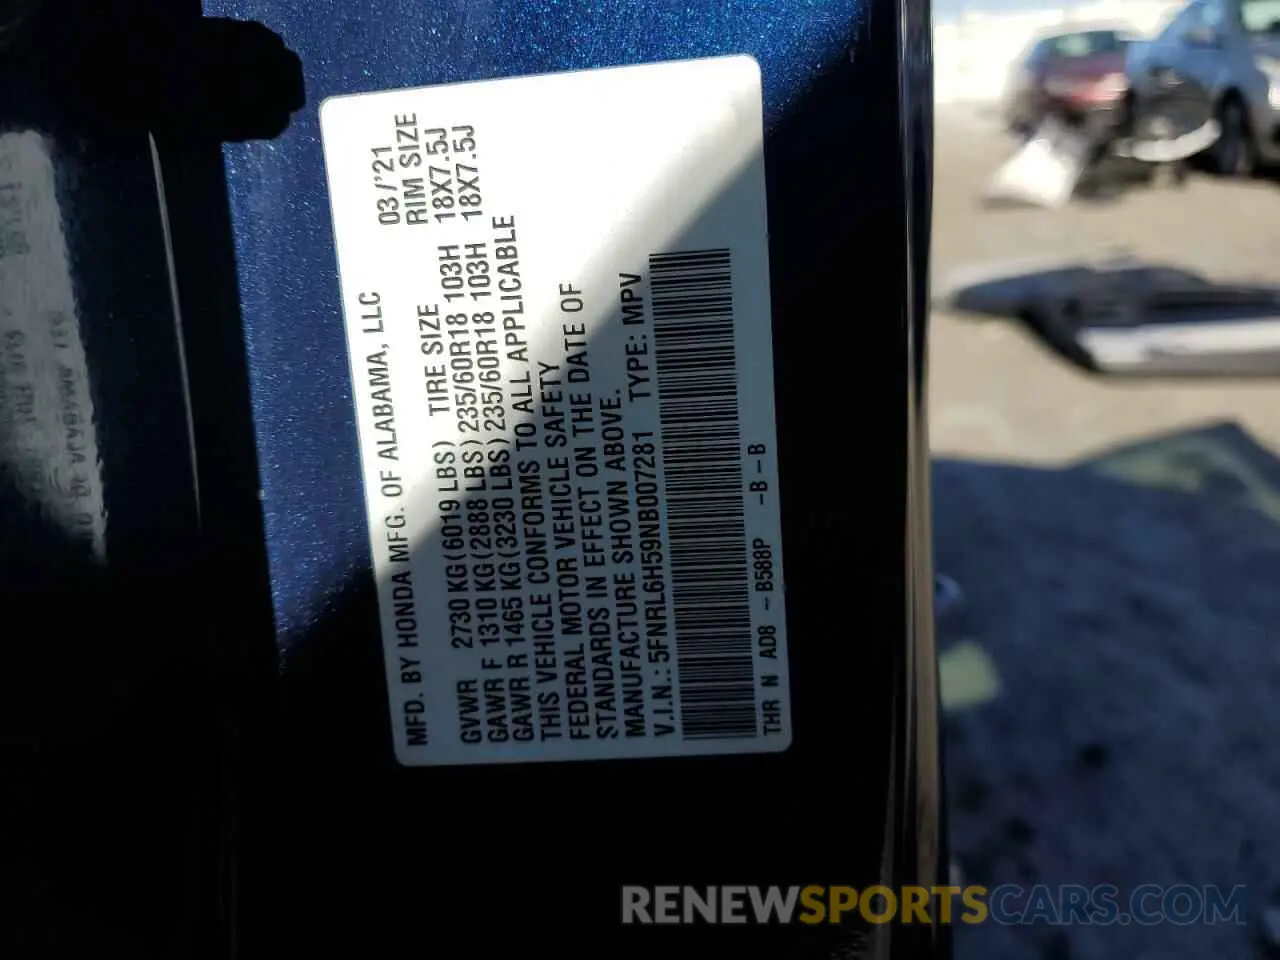 MFD. BY HONDA MFG. OF ALABAMA, LLC 03/'21
TIRE SIZE RIM SIZE
GVWR 2730 KG(6019 LBS)
GAWR F 1310 KG(2888 LBS) 235/60R18 103H 18X7.5J
GAWR R 1465 KG(3230 LBS) 235/60R18 103H 18X7.5J
THIS VEHICLE CONFORMS TO ALL APPLICABLE
FEDERAL MOTOR VEHICLE SAFETY
STANDARDS IN EFFECT ON THE DATE OF
MANUFACTURE SHOWN ABOVE.
V.I.N.: 5FNRL6H59NB007281 TYPE: MPV
THR N AD8 - B588P -B-B
RENEWSPORTSCARS.COM